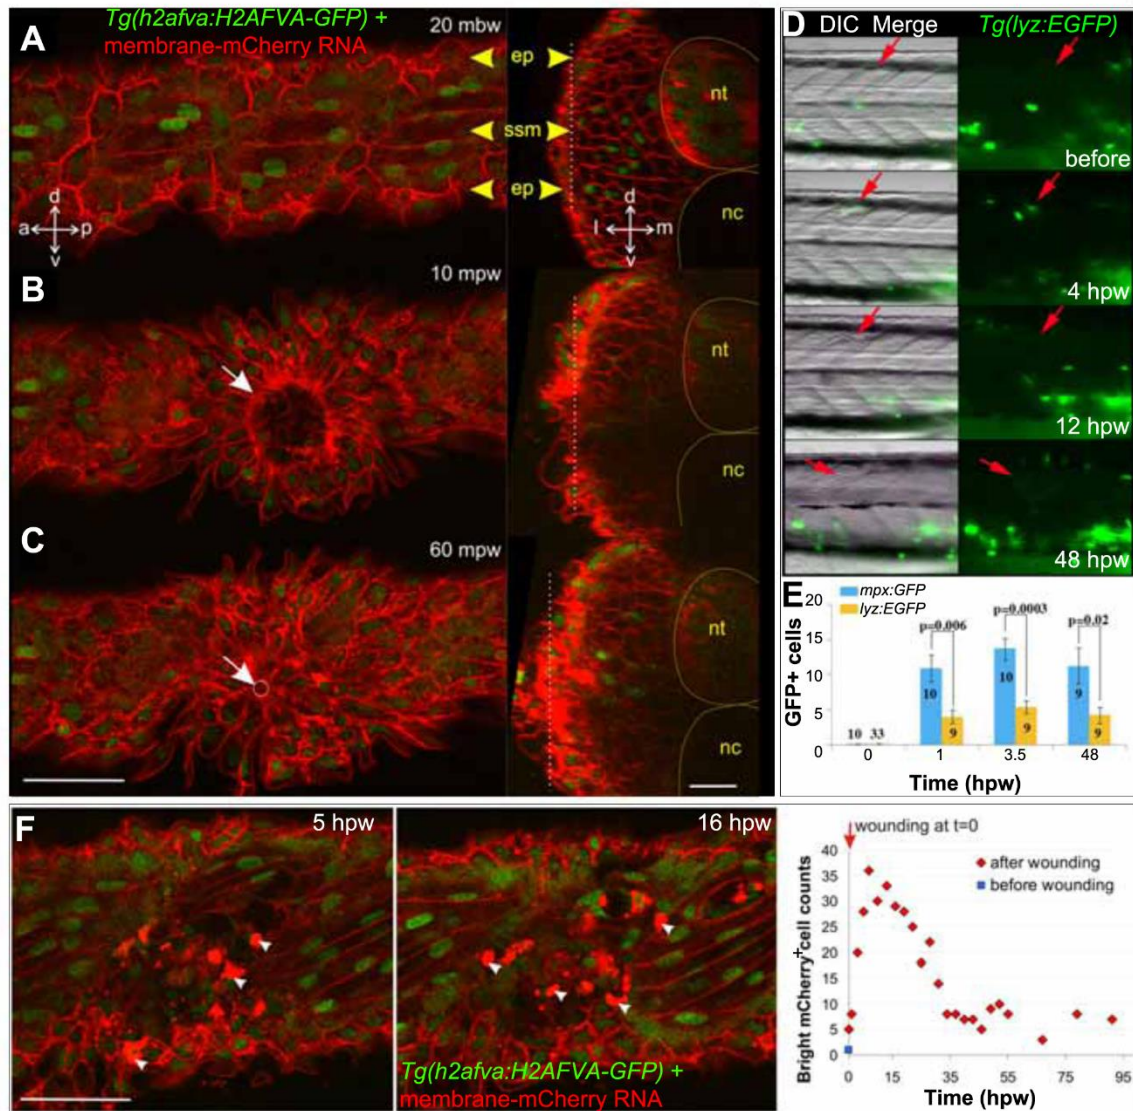 A
Tg(h2afva:H2AFVA-GFP) +
membrane-mCherry RNA
20 mbw
ep
ssm
ep
nt
nc
d
a p
v
d
l m
v
B
10 mpw
nt
nc
C
60 mpw
nt
nc
D
DIC Merge
Tg(lyz:EGFP)
before
4 hpw
12 hpw
48 hpw
E
mpx:GFP
lyz:EGFP
GFP+ cells
20
15
10
5
0
p=0.006
p=0.0003
p=0.02
10 33
10 9
10 9
9 9
0 1 3.5 48
Time (hpw)
F
5 hpw
16 hpw
Tg(h2afva:H2AFVA-GFP) +
membrane-mCherry RNA
wounding at t=0
after wounding
before wounding
Bright mCherry+cell counts
40
35
30
25
20
15
10
5
0
0 15 35 55 75 95
Time (hpw)